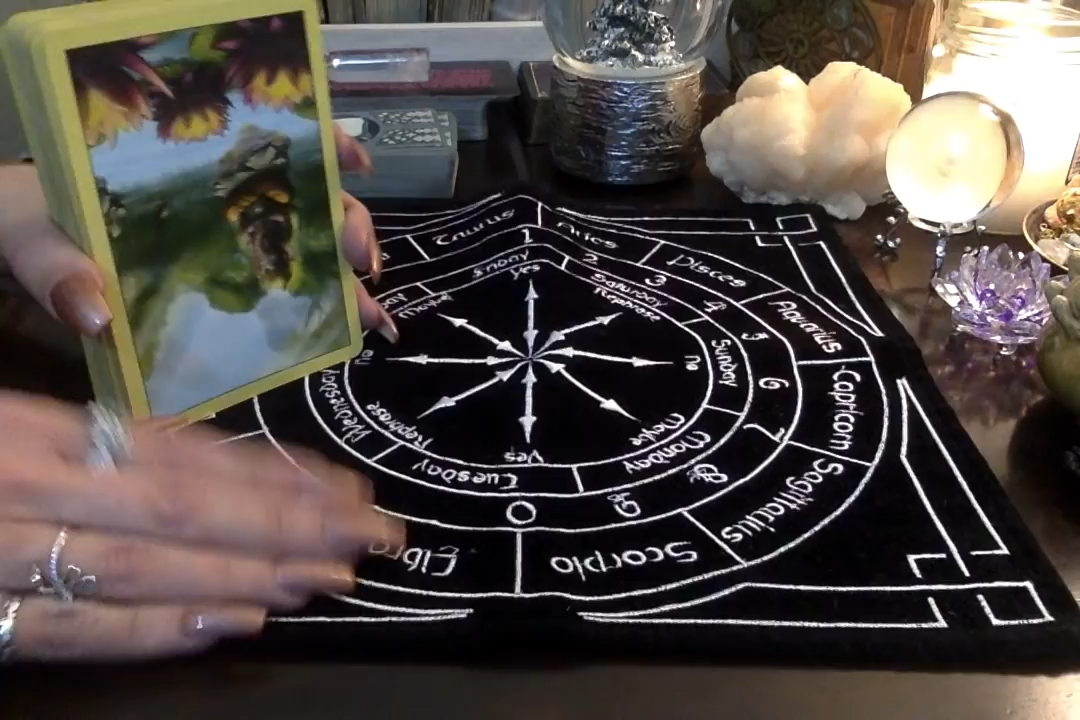 Taurus
Aries
Pisces
Aquarius
Capricorn
Sagittarius
Scorpio
Libra
1
2
3
4
5
6
7
8
9
0
Saturday
Sunday
Monday
Tuesday
Wednesday
Yes
Rephrase
no
Maybe
Yes
Rephrase
no
Maybe